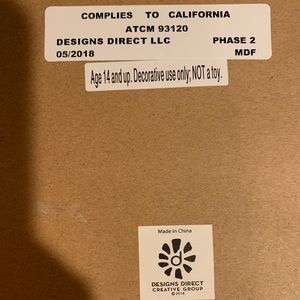 COMPLIES TO CALIFORNIA
ATCM 93120
DESIGNS DIRECT LLC PHASE 2
05/2018 MDF
Age 14 and up. Decorative use only; NOT a toy.
Made in China
d
DESIGNS DIRECT
CREATIVE GROUP
©2018